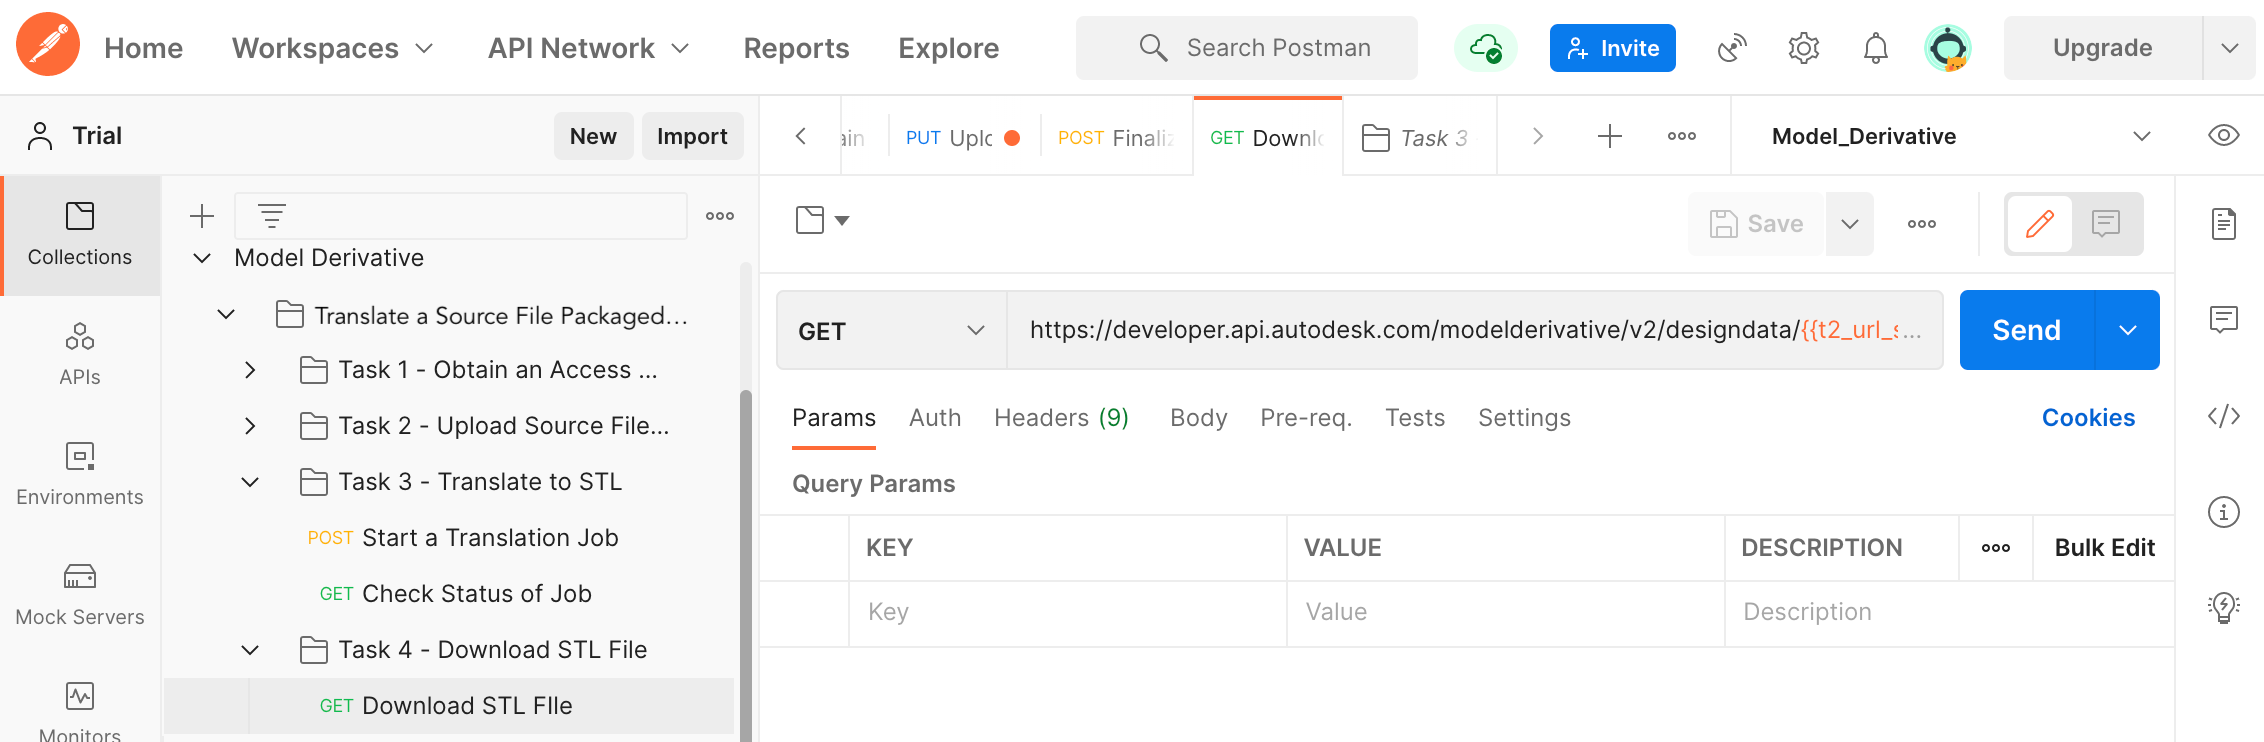 Home Workspaces API Network Reports Explore Search Postman Invite Upgrade
Trial New Import
ain PUT Uplc POST Finaliz GET Downlo Task 3 Model_Derivative
Collections
APIs
Environments
Mock Servers
Monitors
Model Derivative
Translate a Source File Packaged...
Task 1 - Obtain an Access ...
Task 2 - Upload Source File...
Task 3 - Translate to STL
POST Start a Translation Job
GET Check Status of Job
Task 4 - Download STL File
GET Download STL FIle
Save
GET https://developer.api.autodesk.com/modelderivative/v2/designdata/{{t2_url_s... Send
Params Auth Headers (9) Body Pre-req. Tests Settings Cookies
Query Params
KEY VALUE DESCRIPTION Bulk Edit
Key Value Description